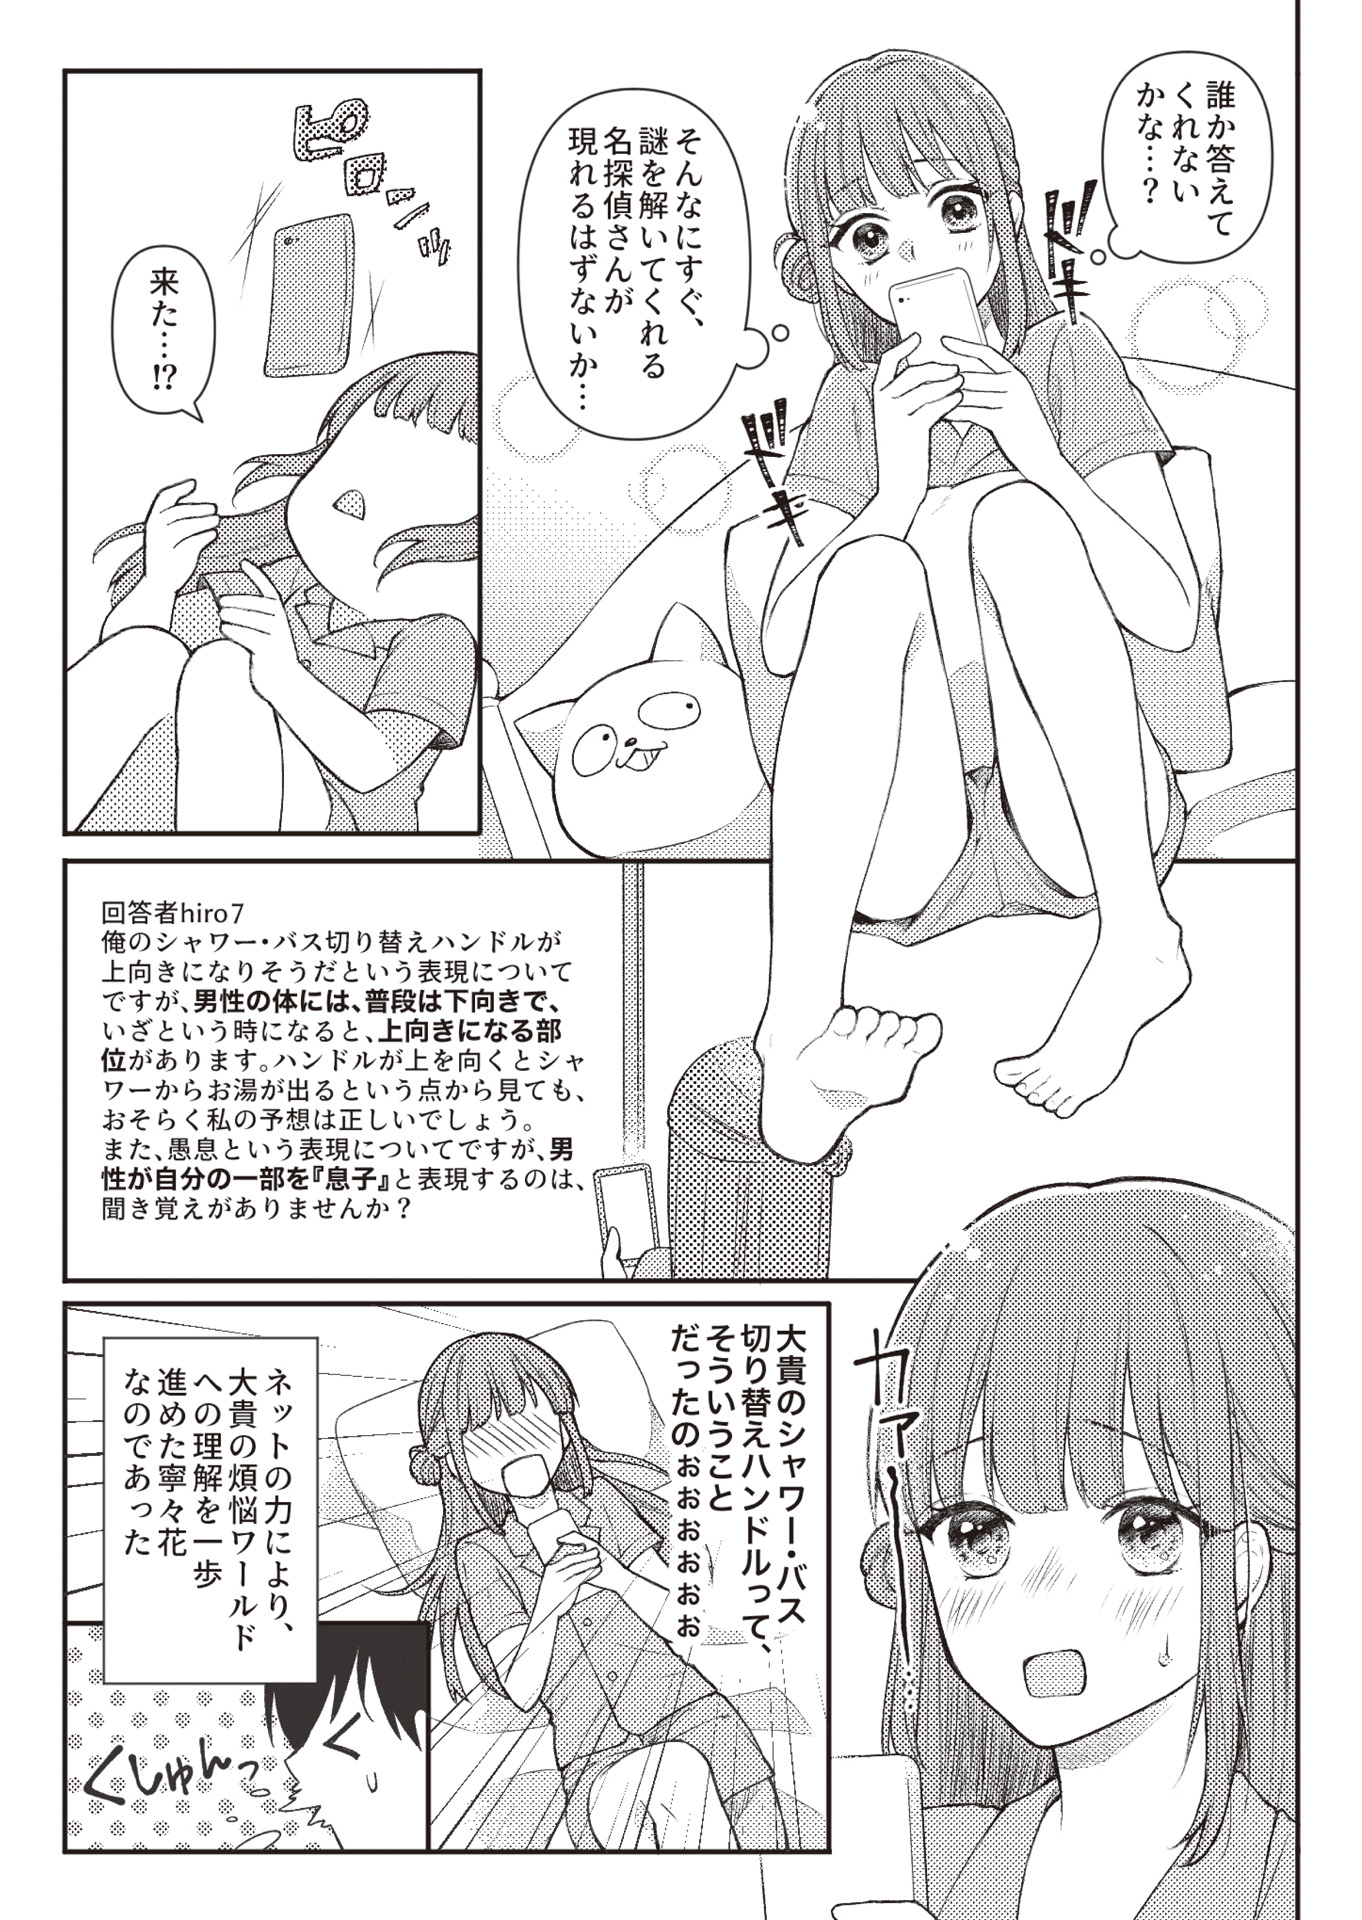 誰か答えて
くれない
かな…？
ドキ
ドキ
そんなにすぐ、
謎を解いてくれる
名探偵さんが
現れるはずないか…
ピロリーン
来た…!?
回答者hiro7
俺のシャワー・バス切り替えハンドルが
上向きになりそうだという表現について
ですが、男性の体には、普段は下向きで、
いざという時になると、上向きになる部
位があります。ハンドルが上を向くとシャ
ワーからお湯が出るという点から見ても、
おそらく私の予想は正しいでしょう。
また、愚息という表現についてですが、男
性が自分の一部を『息子』と表現するのは、
聞き覚えがありませんか？
カァーーッ…
大貴のシャワー・バス
切り替えハンドルって、
そういうこと
だったのぉぉぉぉぉぉ
ネットの力により、
大貴の煩悩ワールド
への理解を一歩
進めた寧々花
なのであった
くしゅんっ